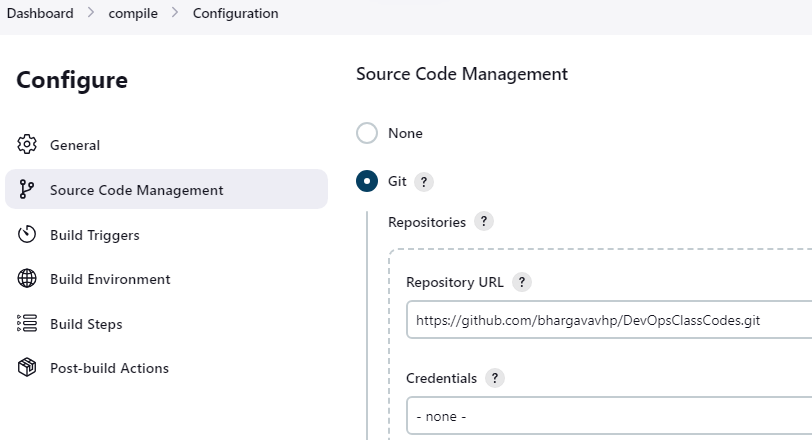 Dashboard > compile > Configuration
Configure
General
Source Code Management
Build Triggers
Build Environment
Build Steps
Post-build Actions
Source Code Management
None
Git ?
Repositories ?
Repository URL ?
https://github.com/bhargavavhp/DevOpsClassCodes.git
Credentials ?
- none -